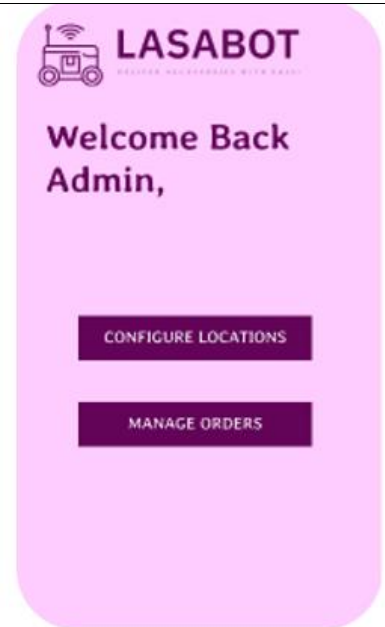 LASABOT
Welcome Back
Admin,
CONFIGURE LOCATIONS
MANAGE ORDERS